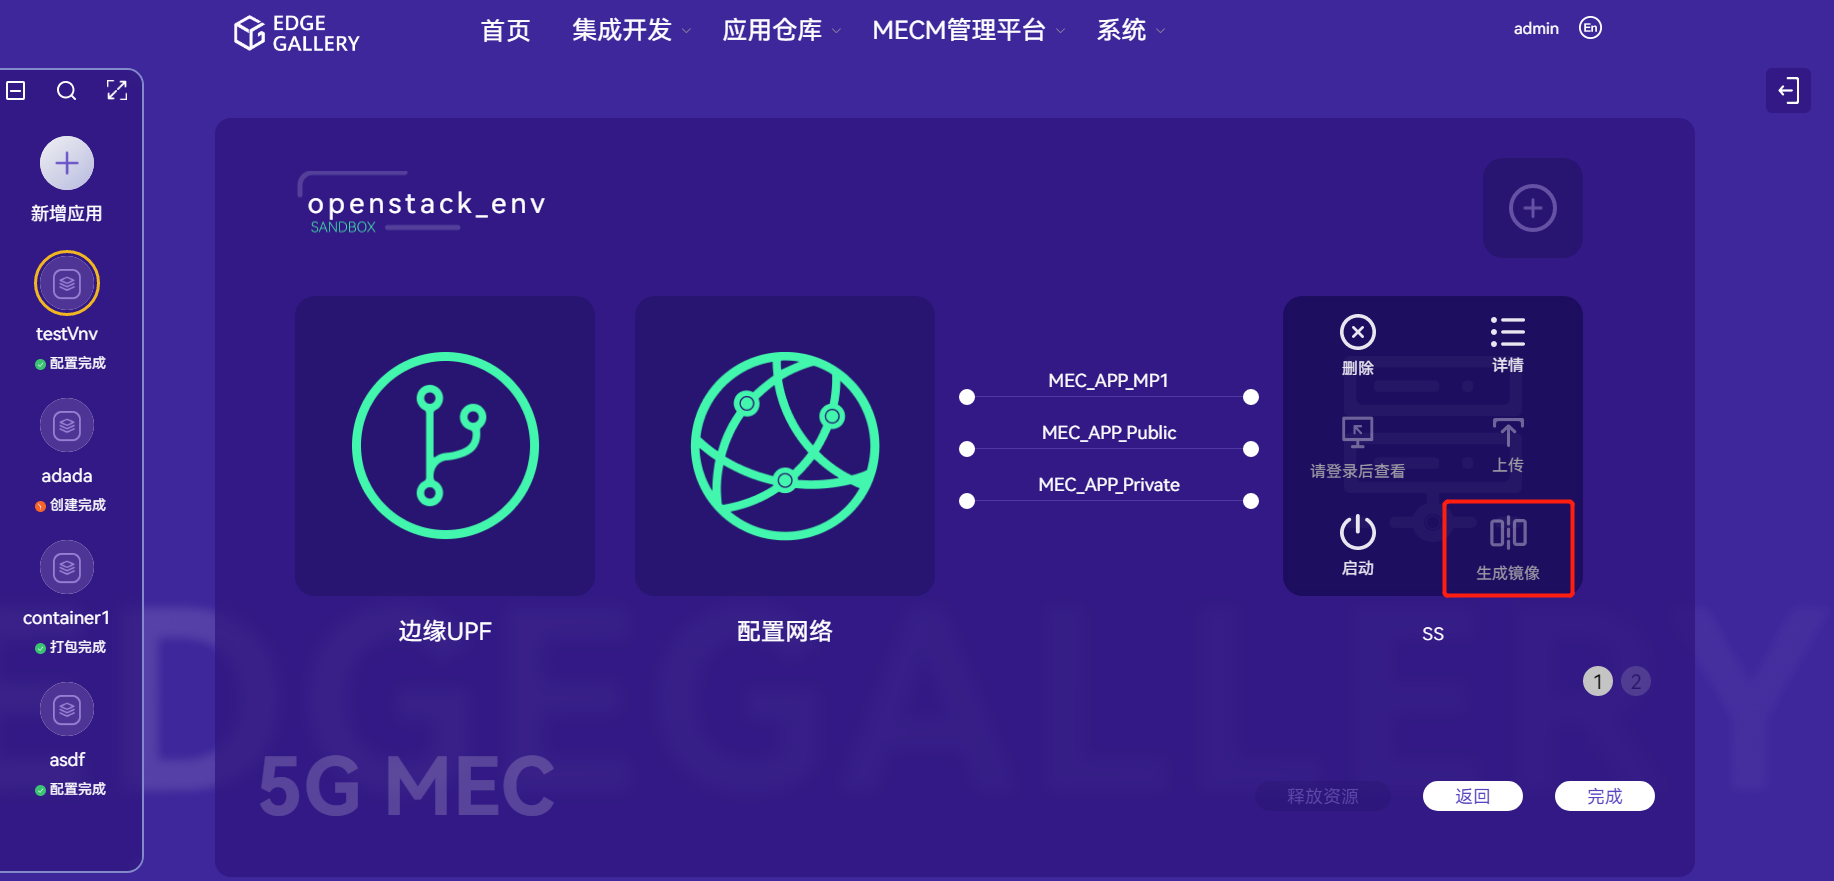 EDGE
GALLERY
首页
集成开发
应用仓库
MECM管理平台
系统
admin
En
新增应用
testVnv
配置完成
adada
创建完成
container1
打包完成
asdf
配置完成
openstack_env
SANDBOX
边缘UPF
配置网络
MEC_APP_MP1
MEC_APP_Public
MEC_APP_Private
删除
详情
请登录后查看
上传
启动
生成镜像
SS
1
2
EDGEGALLERY
5G MEC
释放资源
返回
完成